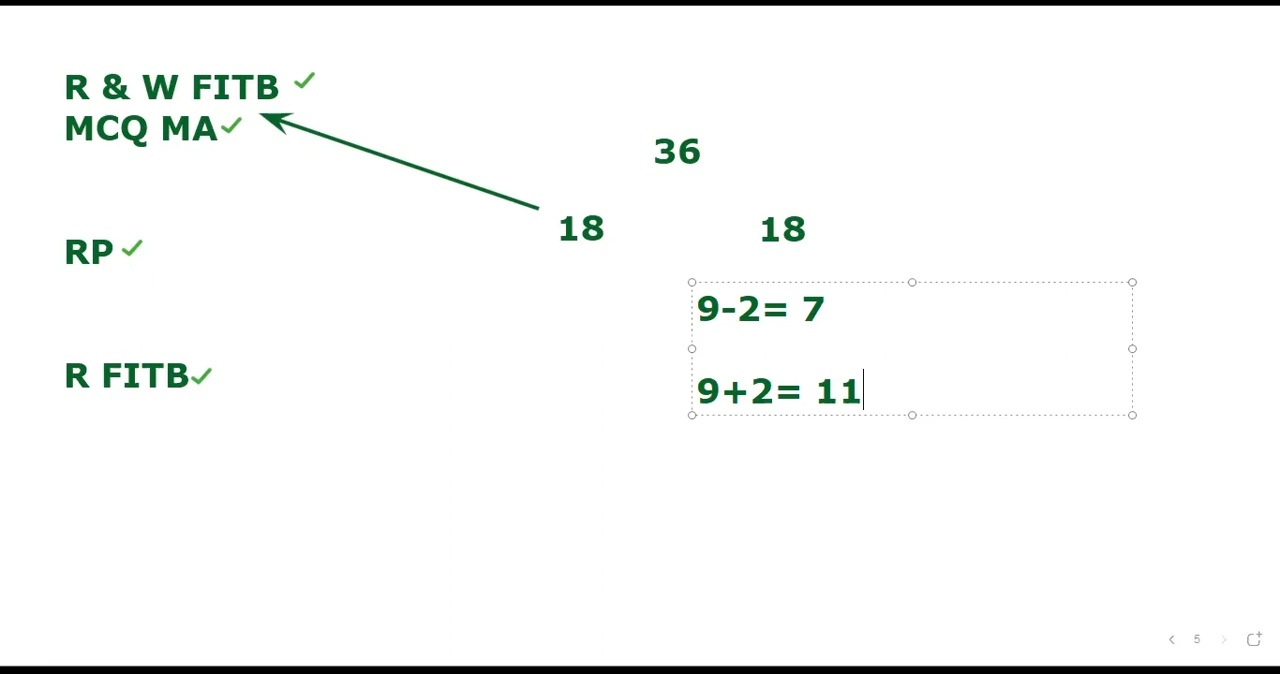 R & W FITB
MCQ MA
36
18
18
RP
9-2= 7
R FITB
9+2= 11
5